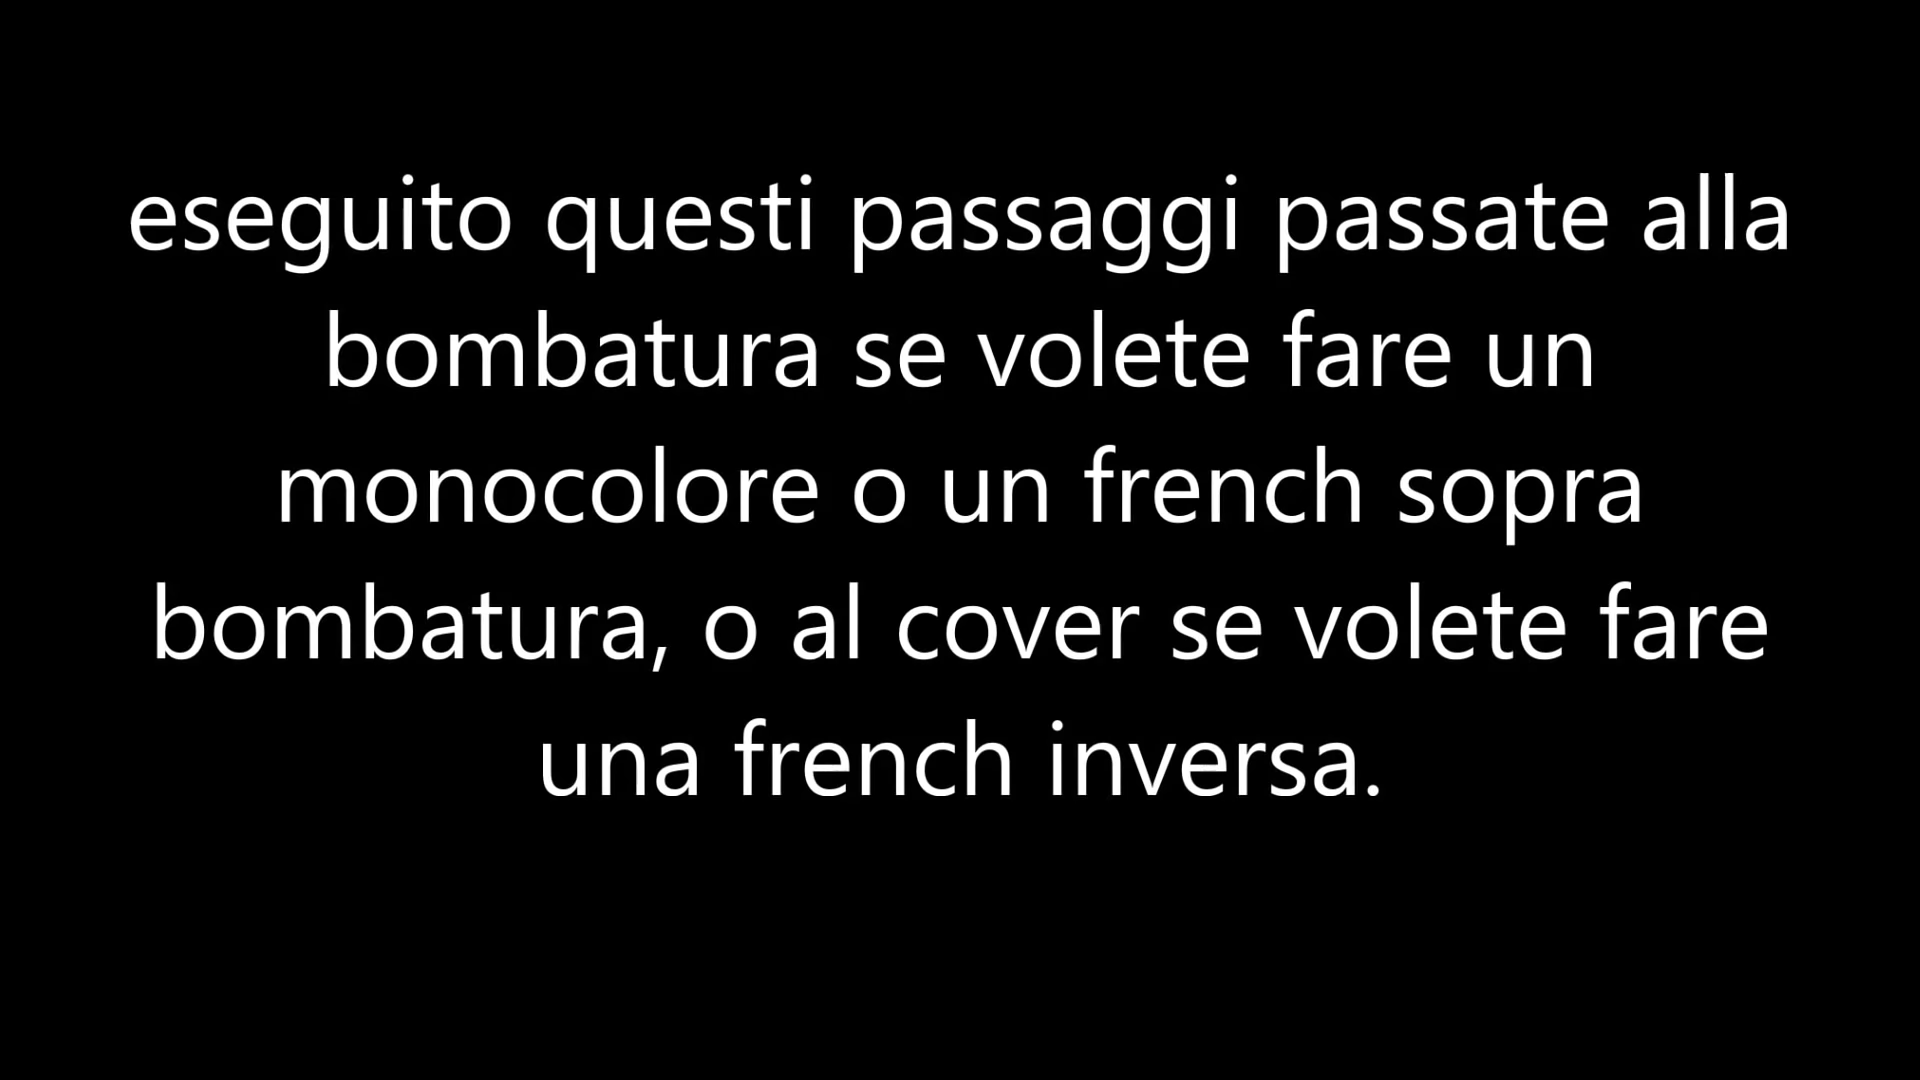 eseguito questi passaggi passate alla
bombatura se volete fare un
monocolore o un french sopra
bombatura, o al cover se volete fare
una french inversa.